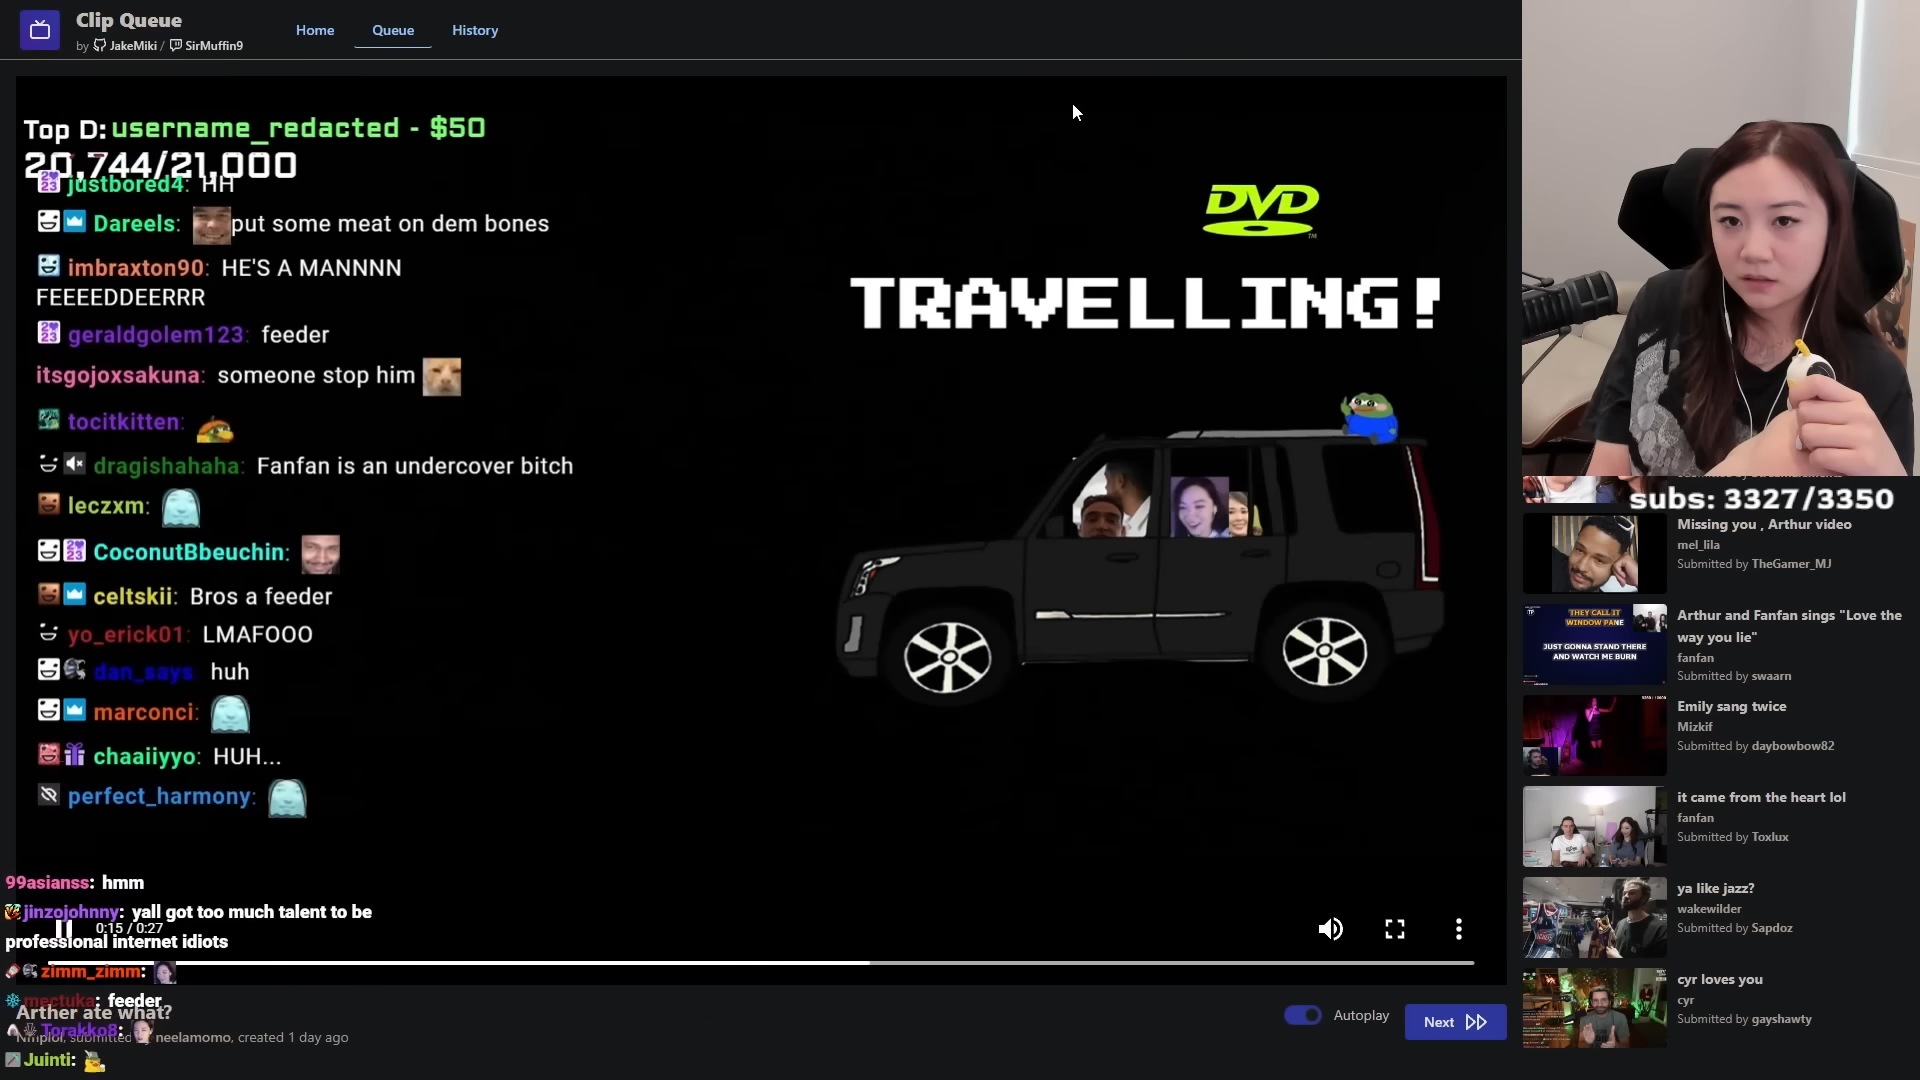 Clip Queue
by JakeMiki / SirMuffin9
Home
Queue
History
Top D: username_redacted - $50
20,744/21,000
justbored4: HH
Dareels: put some meat on dem bones
imbraxton90: HE'S A MANNNN
FEEEEDDEERRR
geraldgolem123: feeder
itsgojoxsakuna: someone stop him
tocitkitten:
dragishahaha: Fanfan is an undercover bitch
leczxm:
CoconutBbeuchin:
celtskii: Bros a feeder
yo_erick01: LMAFOOO
dan_says huh
marconci:
chaaiiyyo: HUH...
perfect_harmony:
DVD
TM
TRAVELLING!
99asianss: hmm
jinzojohnny: yall got too much talent to be
professional internet idiots
0:15 / 0:27
zimm_zimm:
mectuka: feeder
Arther ate what?
Torakko8:
submitted neelamomo, created 1 day ago
Juinti:
Autoplay
Next
subs: 3327/3350
Missing you , Arthur video
mel_lila
Submitted by TheGamer_MJ
THEY CALL IT
WINDOW PANE
JUST GONNA STAND THERE
AND WATCH ME BURN
Arthur and Fanfan sings "Love the
way you lie"
fanfan
Submitted by swaarn
Emily sang twice
Mizkif
Submitted by daybowbow82
it came from the heart lol
fanfan
Submitted by Toxlux
ya like jazz?
wakewilder
Submitted by Sapdoz
cyr loves you
cyr
Submitted by gayshawty